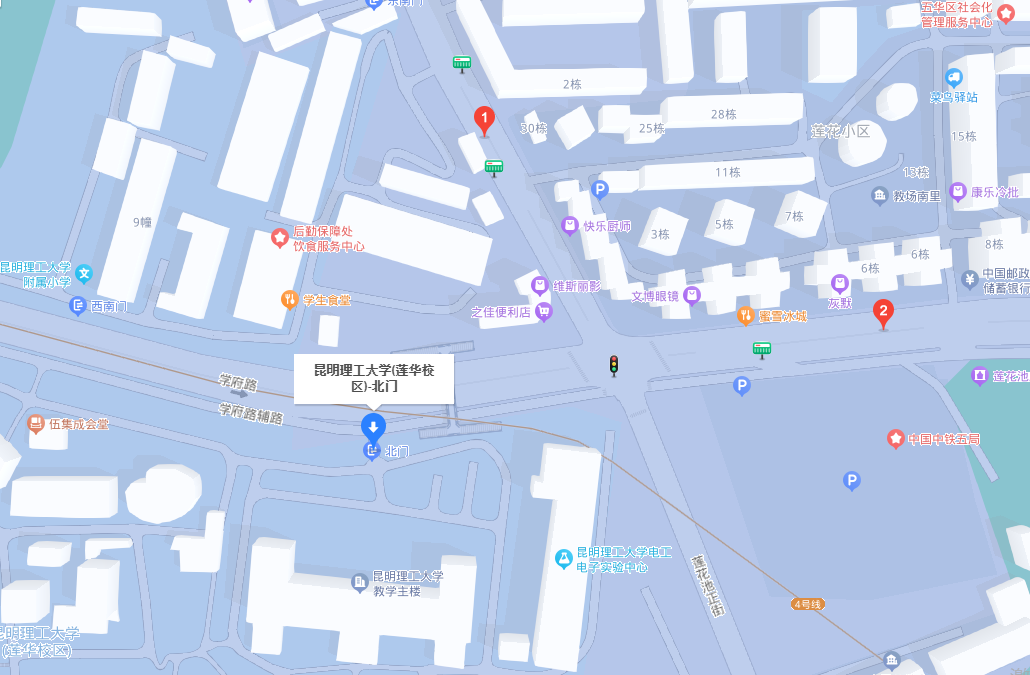 东南门
五华区社会化
管理服务中心
菜鸟驿站
1
2栋
30栋
25栋
28栋
莲花小区
15栋
P
11栋
13栋
教场南里
康乐冷批
9幢
后勤保障处
饮食服务中心
快乐厨师
3栋
5栋
7栋
6栋
6栋
8栋
昆明理工大学
附属小学
西南门
学生食堂
维斯丽影
之佳便利店
文博眼镜
灰默
蜜雪冰城
2
¥
中国邮政
储蓄银行
文
昆明理工大学(莲华校
区)-北门
学府路
学府路辅路
P
莲花池
伍集成会堂
北门
中国中铁五局
P
昆明理工大学电工
电子实验中心
昆明理工大学
教学主楼
莲花池正街
4号线
昆明理工大学
(莲华校区)